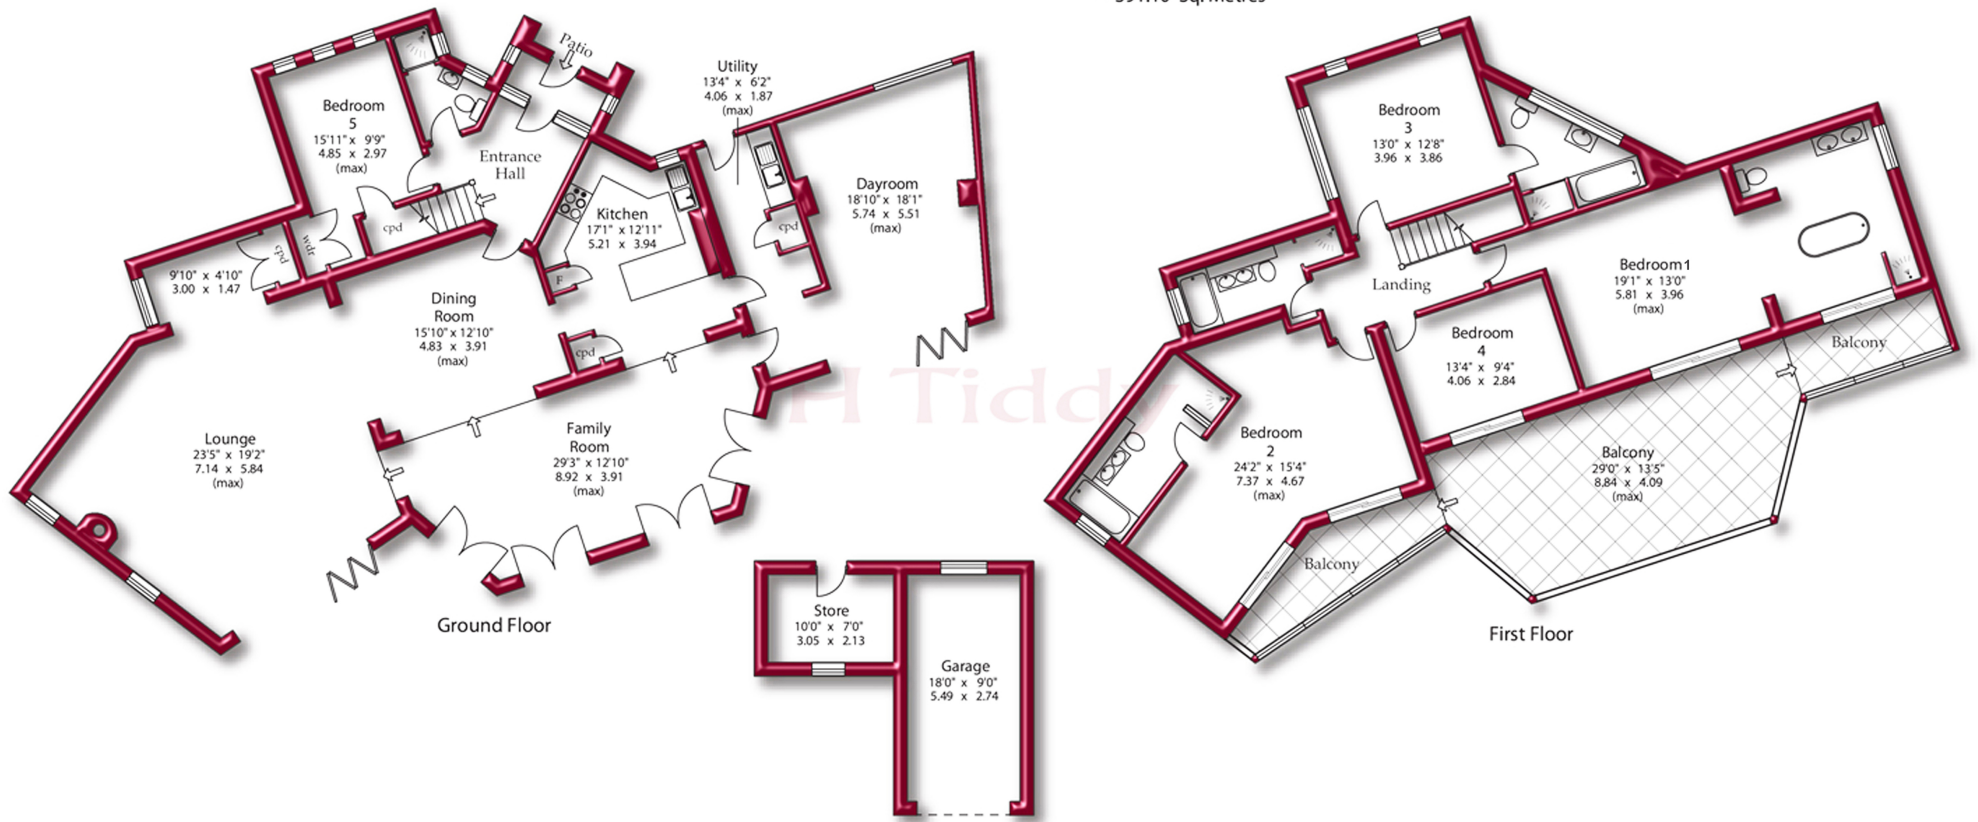 Patio
Utility
13'4" x 6'2"
4.06 x 1.87
(max)
Bedroom
5
15'11" x 9'9"
4.85 x 2.97
(max)
Entrance
Hall
Kitchen
17'1" x 12'11"
5.21 x 3.94
Dayroom
18'10" x 18'1"
5.74 x 5.51
(max)
cpd
cpd
wdr
cpd
F
9'10" x 4'10"
3.00 x 1.47
Dining
Room
15'10" x 12'10"
4.83 x 3.91
(max)
cpd
Lounge
23'5" x 19'2"
7.14 x 5.84
(max)
Family
Room
29'3" x 12'10"
8.92 x 3.91
(max)
Ground Floor
H Tiddy
Store
10'0" x 7'0"
3.05 x 2.13
Garage
18'0" x 9'0"
5.49 x 2.74
Bedroom
3
13'0" x 12'8"
3.96 x 3.86
Landing
Bedroom1
19'1" x 13'0"
5.81 x 3.96
(max)
Bedroom
4
13'4" x 9'4"
4.06 x 2.84
Balcony
Bedroom
2
24'2" x 15'4"
7.37 x 4.67
(max)
Balcony
29'0" x 13'5"
8.84 x 4.09
(max)
Balcony
First Floor